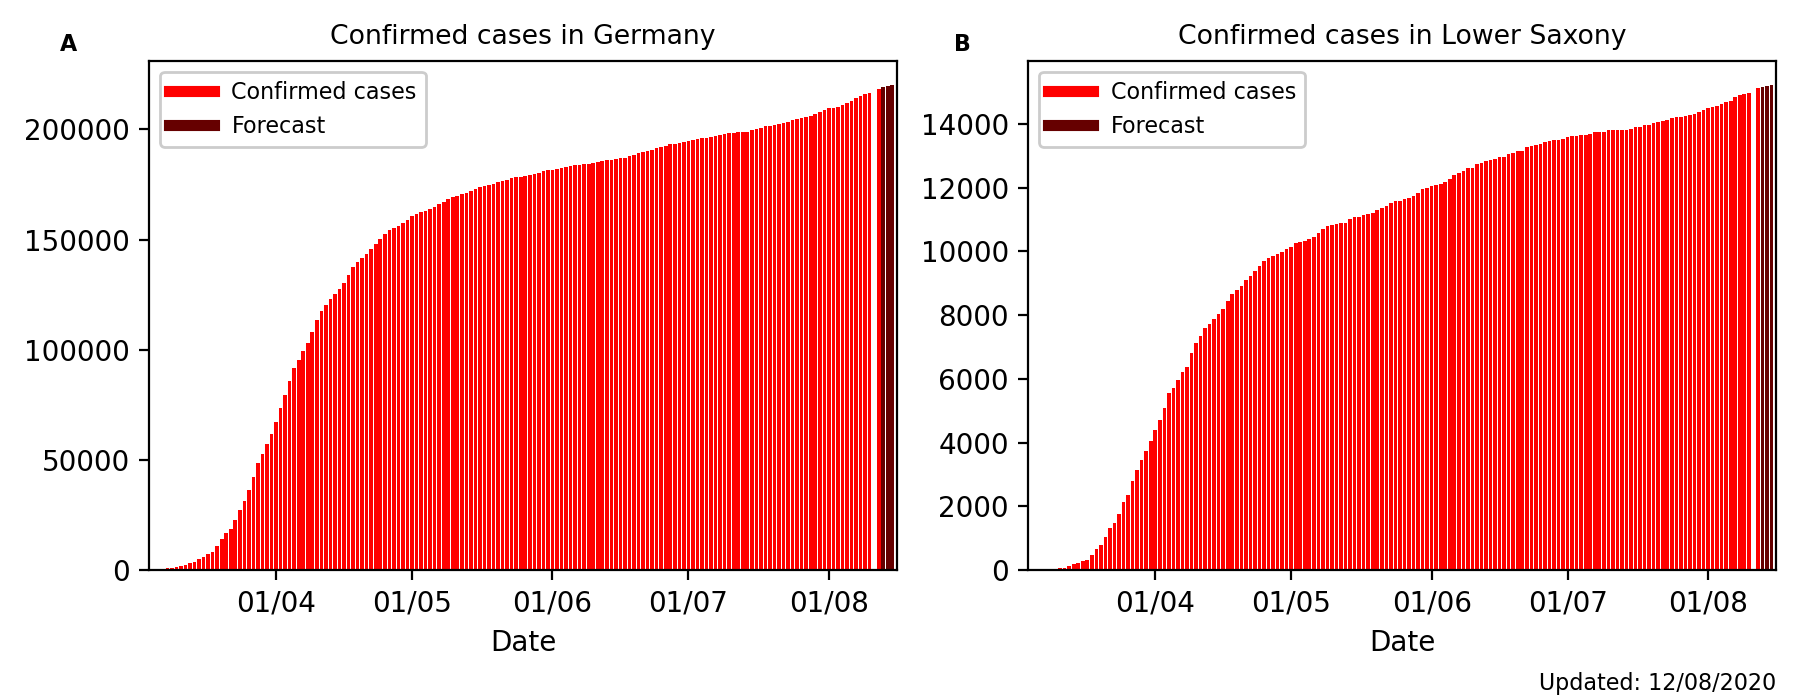 A
Confirmed cases in Germany
Confirmed cases
Forecast
200000
150000
100000
50000
0
01/04 01/05 01/06 01/07 01/08
Date
B
Confirmed cases in Lower Saxony
Confirmed cases
Forecast
14000
12000
10000
8000
6000
4000
2000
0
01/04 01/05 01/06 01/07 01/08
Date
Updated: 12/08/2020